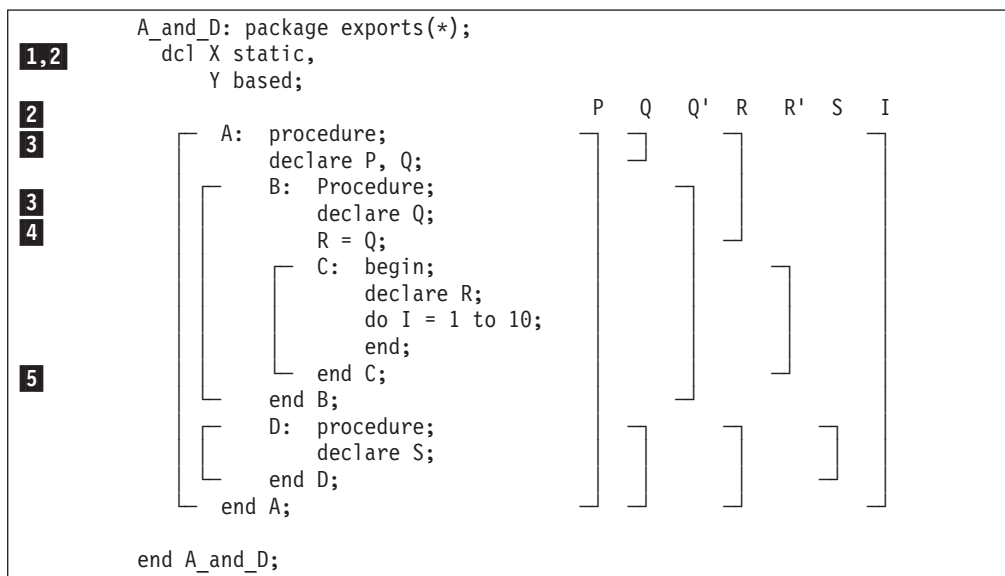 A_and_D: package exports(*);
1,2 dcl X static,
Y based;
2 P Q Q' R R' S I
3 A: procedure;
declare P, Q;
B: Procedure;
3 declare Q;
4 R = Q;
C: begin;
declare R;
do I = 1 to 10;
end;
5 end C;
end B;
D: procedure;
declare S;
end D;
end A;
end A_and_D;